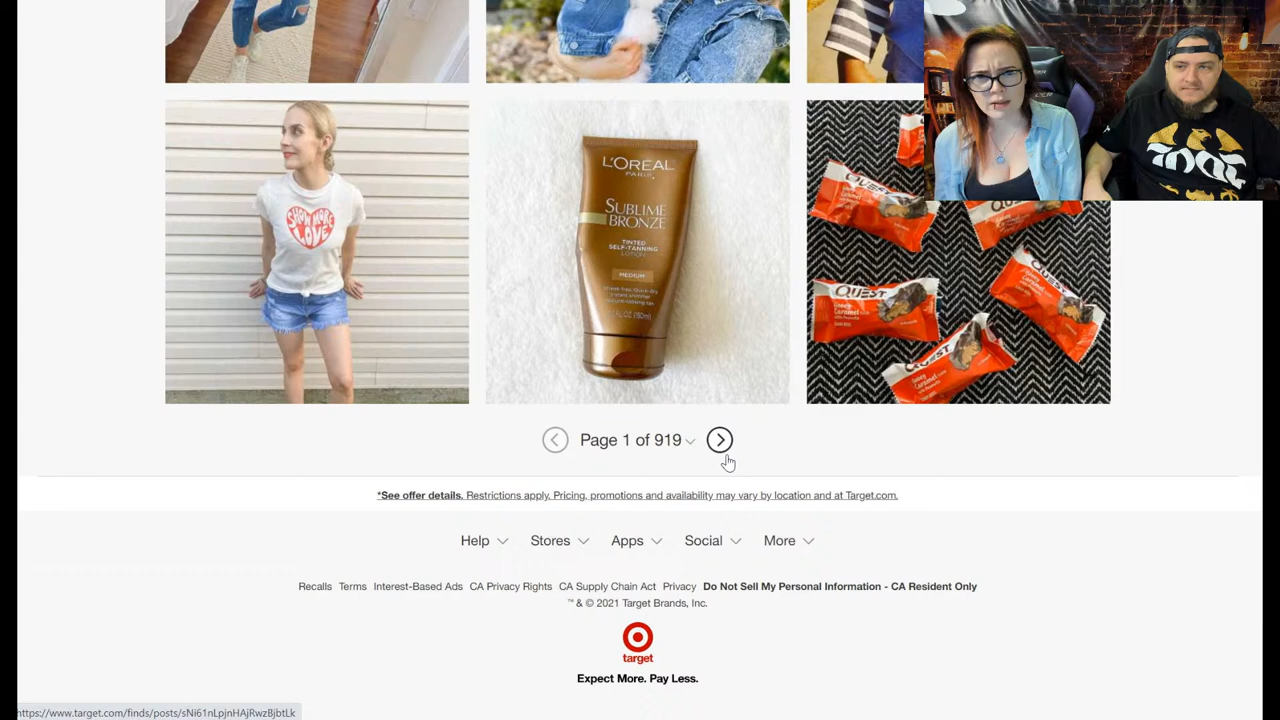 SHOW MORE
LOVE
L'ORÉAL
PARIS
SUBLIME
BRONZE
TINTED
SELF-TANNING
LOTION
MEDIUM
QUEST
QUEST
QUEST
QUEST
Page 1 of 919
*See offer details. Restrictions apply. Pricing, promotions and availability may vary by location and at Target.com.
Help Stores Apps Social More
Recalls Terms Interest-Based Ads CA Privacy Rights CA Supply Chain Act Privacy Do Not Sell My Personal Information - CA Resident Only
™ & © 2021 Target Brands, Inc.
target
Expect More. Pay Less.
https://www.target.com/finds/posts/sNi61nLpjnHAjRwzBjbtLk